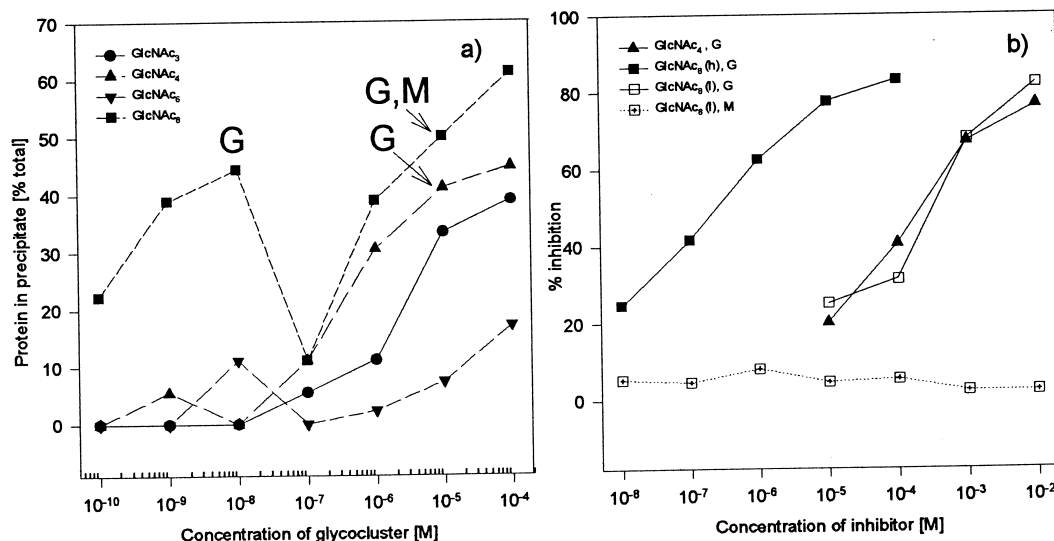 a)
GlcNAc₃
GlcNAc₄
GlcNAc₆
GlcNAc₈
G
G,M
G
Protein in precipitate [% total]
70
60
50
40
30
20
10
0
10⁻¹⁰ 10⁻⁹ 10⁻⁸ 10⁻⁷ 10⁻⁶ 10⁻⁵ 10⁻⁴
Concentration of glycocluster [M]
b)
GlcNAc₄, G
GlcNAc₈(h), G
GlcNAc₈(l), G
GlcNAc₈(l), M
% inhibition
100
80
60
40
20
0
10⁻⁸ 10⁻⁷ 10⁻⁶ 10⁻⁵ 10⁻⁴ 10⁻³ 10⁻²
Concentration of inhibitor [M]